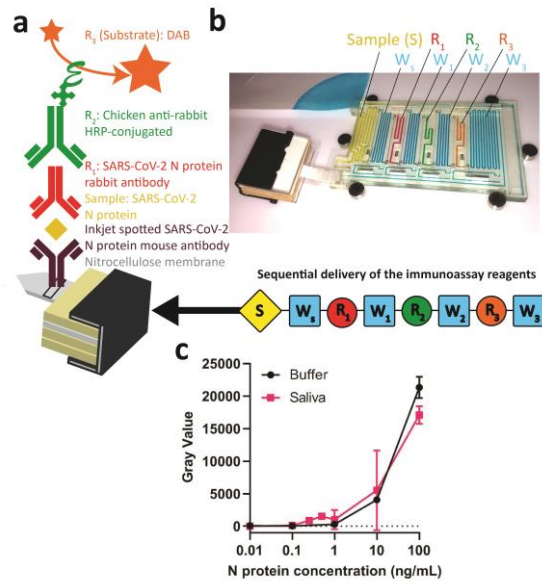 a
R3 (Substrate): DAB
R2: Chicken anti-rabbit
HRP-conjugated
R1: SARS-CoV-2 N protein
rabbit antibody
Sample: SARS-CoV-2
N protein
Inkjet spotted SARS-CoV-2
N protein mouse antibody
Nitrocellulose membrane
b
Sample (S) R1 R2 R3
Ws W1 W2 W3
Sequential delivery of the immunoassay reagents
S Ws R1 W1 R2 W2 R3 W3
c
Buffer
Saliva
Gray Value
25000
20000
15000
10000
5000
0
0.01 0.1 1 10 100
N protein concentration (ng/mL)